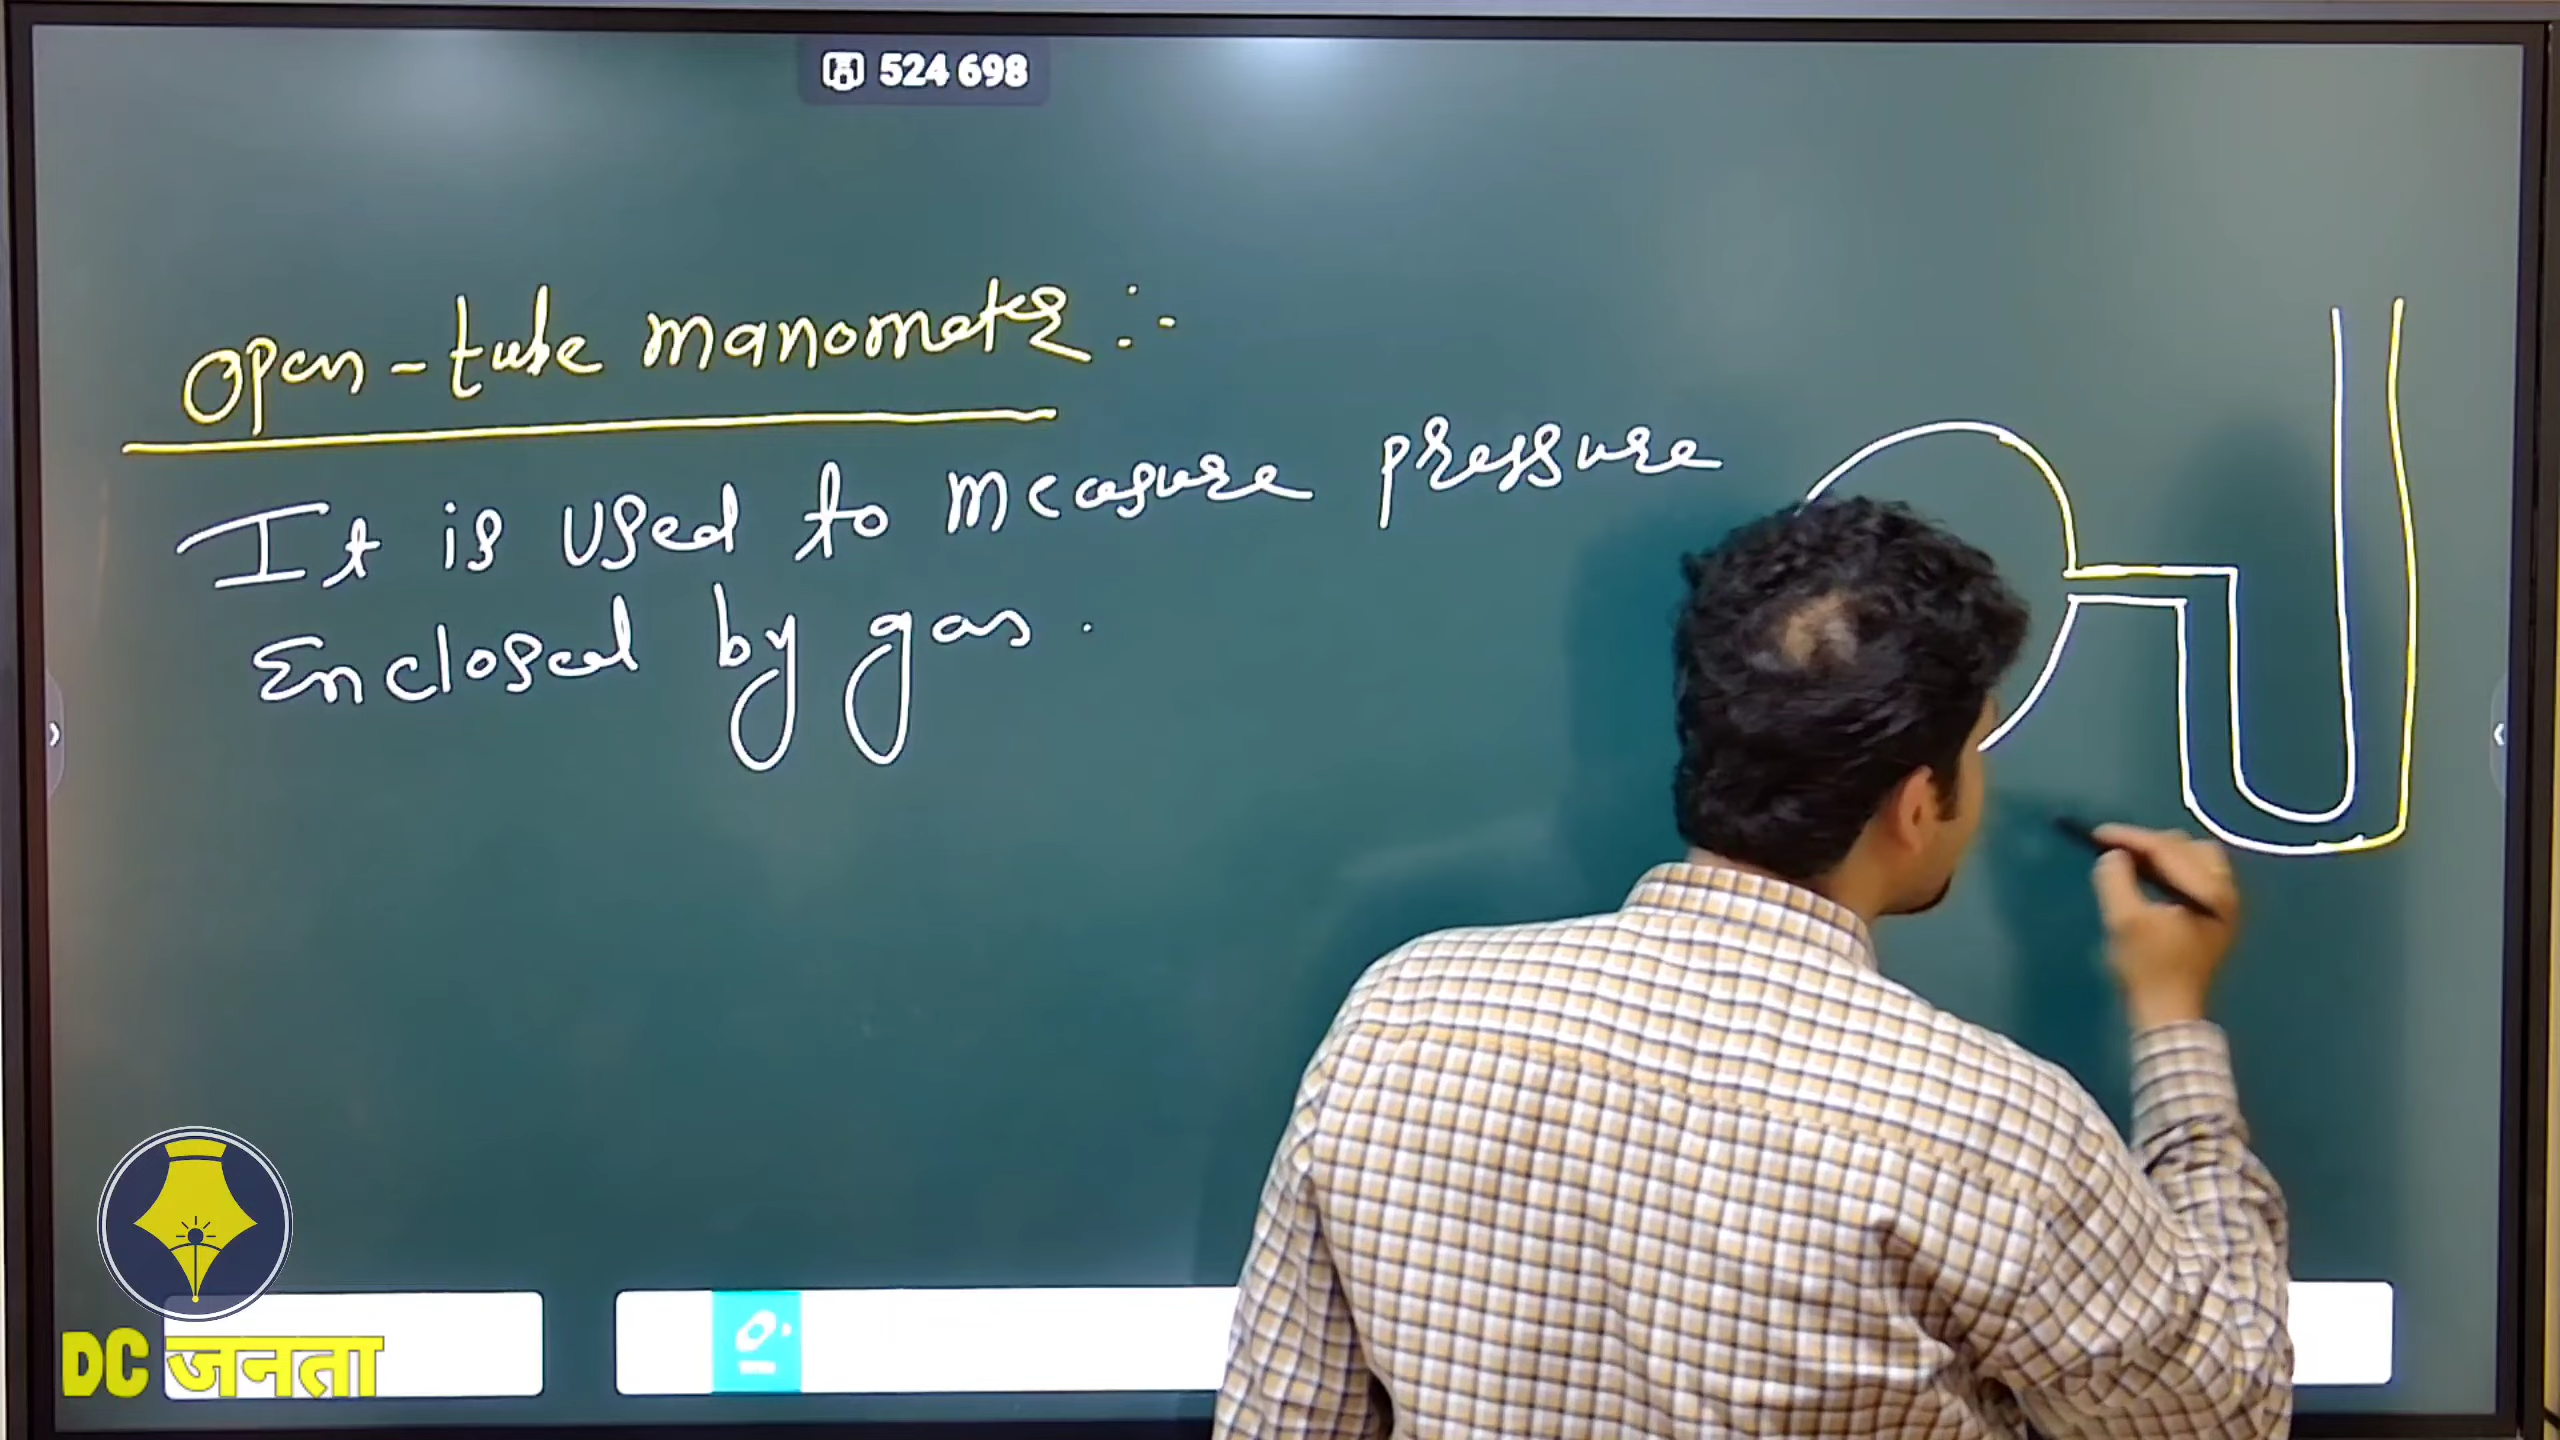 524 698
Open-tube manometer :-
It is used to measure pressure
Enclosed by gas.
DC जनता